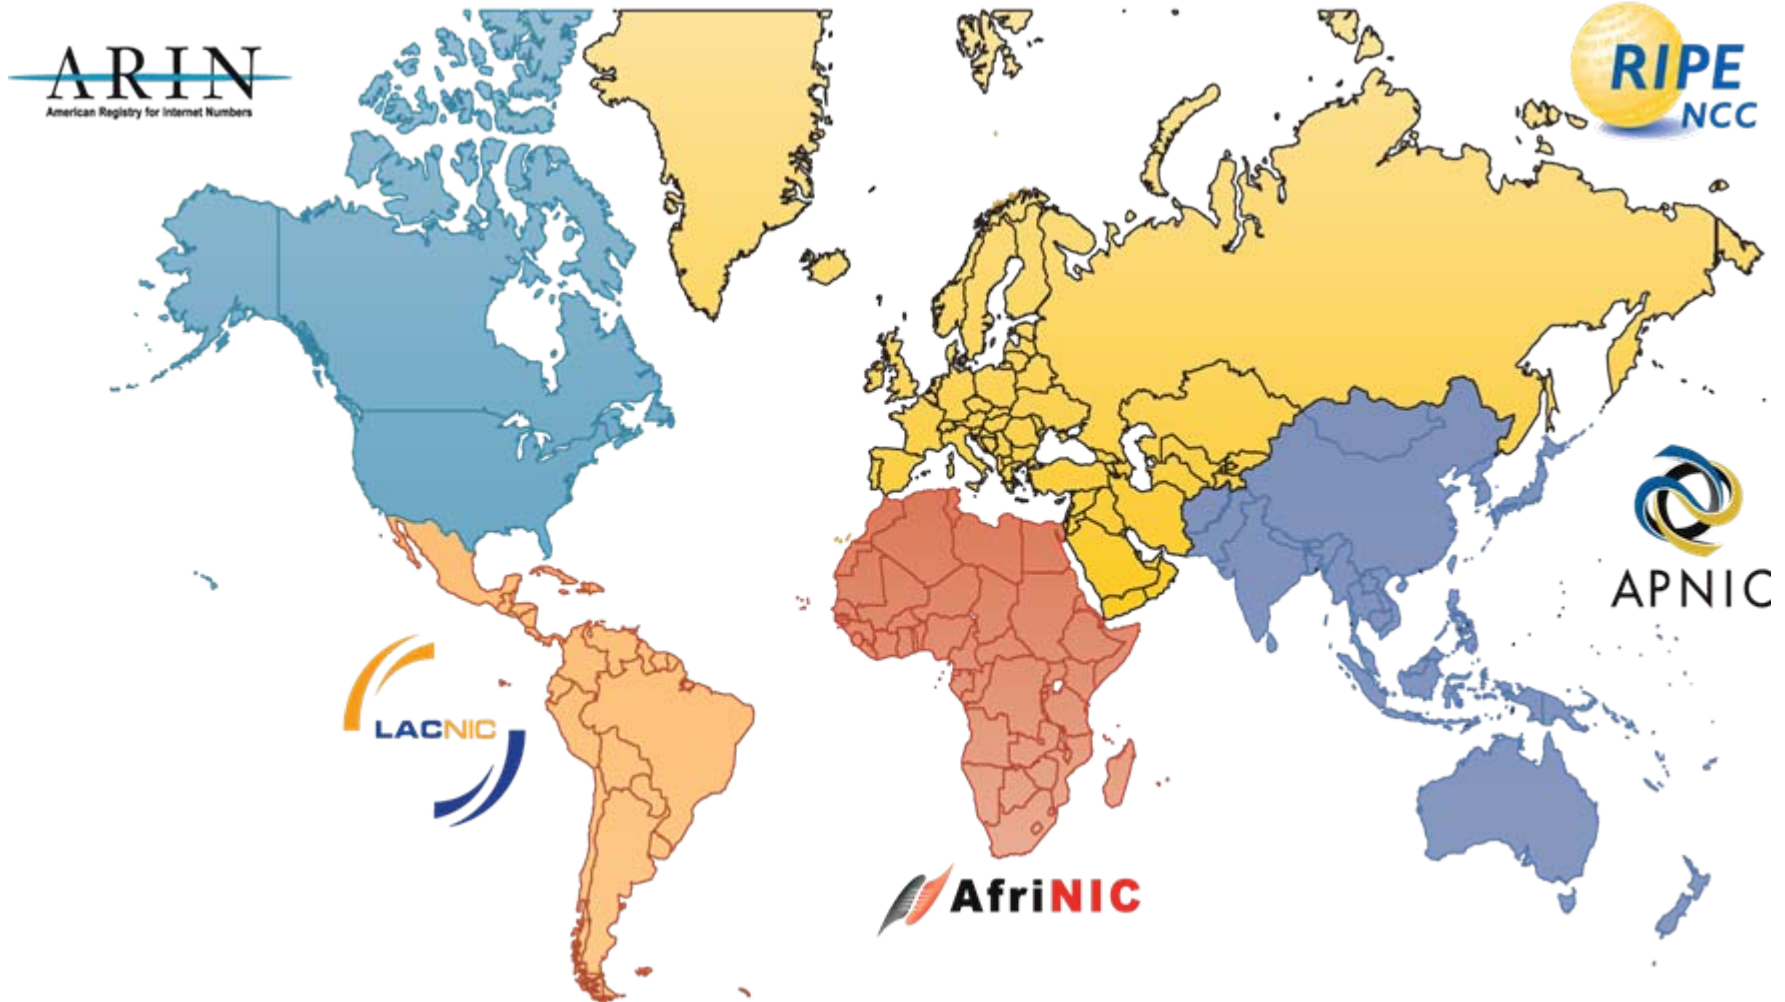 ARIN
American Registry for Internet Numbers
RIPE
NCC
APNIC
LACNIC
AfriNIC